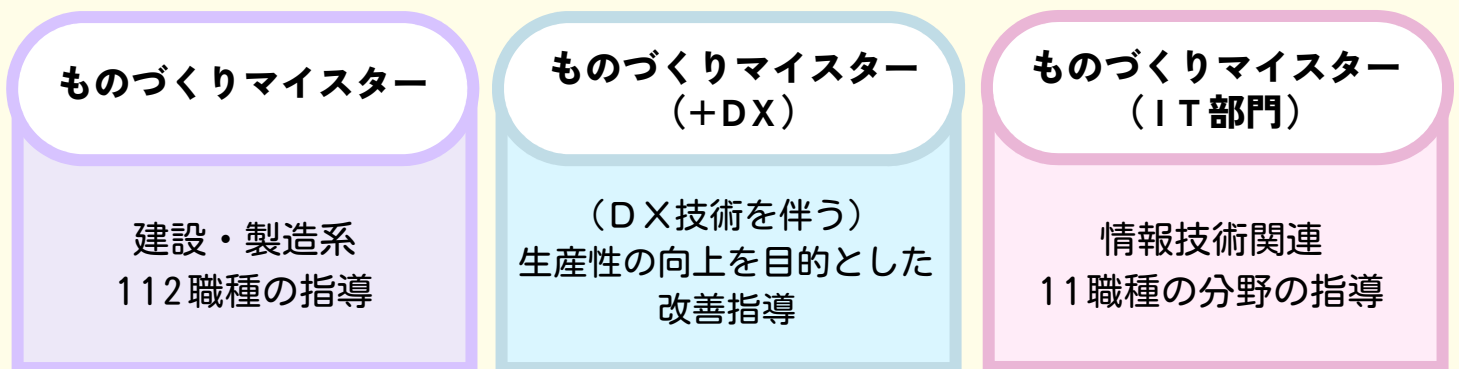 ものづくりマイスター
建設・製造系
112職種の指導
ものづくりマイスター
（＋DX）
（DX技術を伴う）
生産性の向上を目的とした
改善指導
ものづくりマイスター
（IT部門）
情報技術関連
11職種の分野の指導